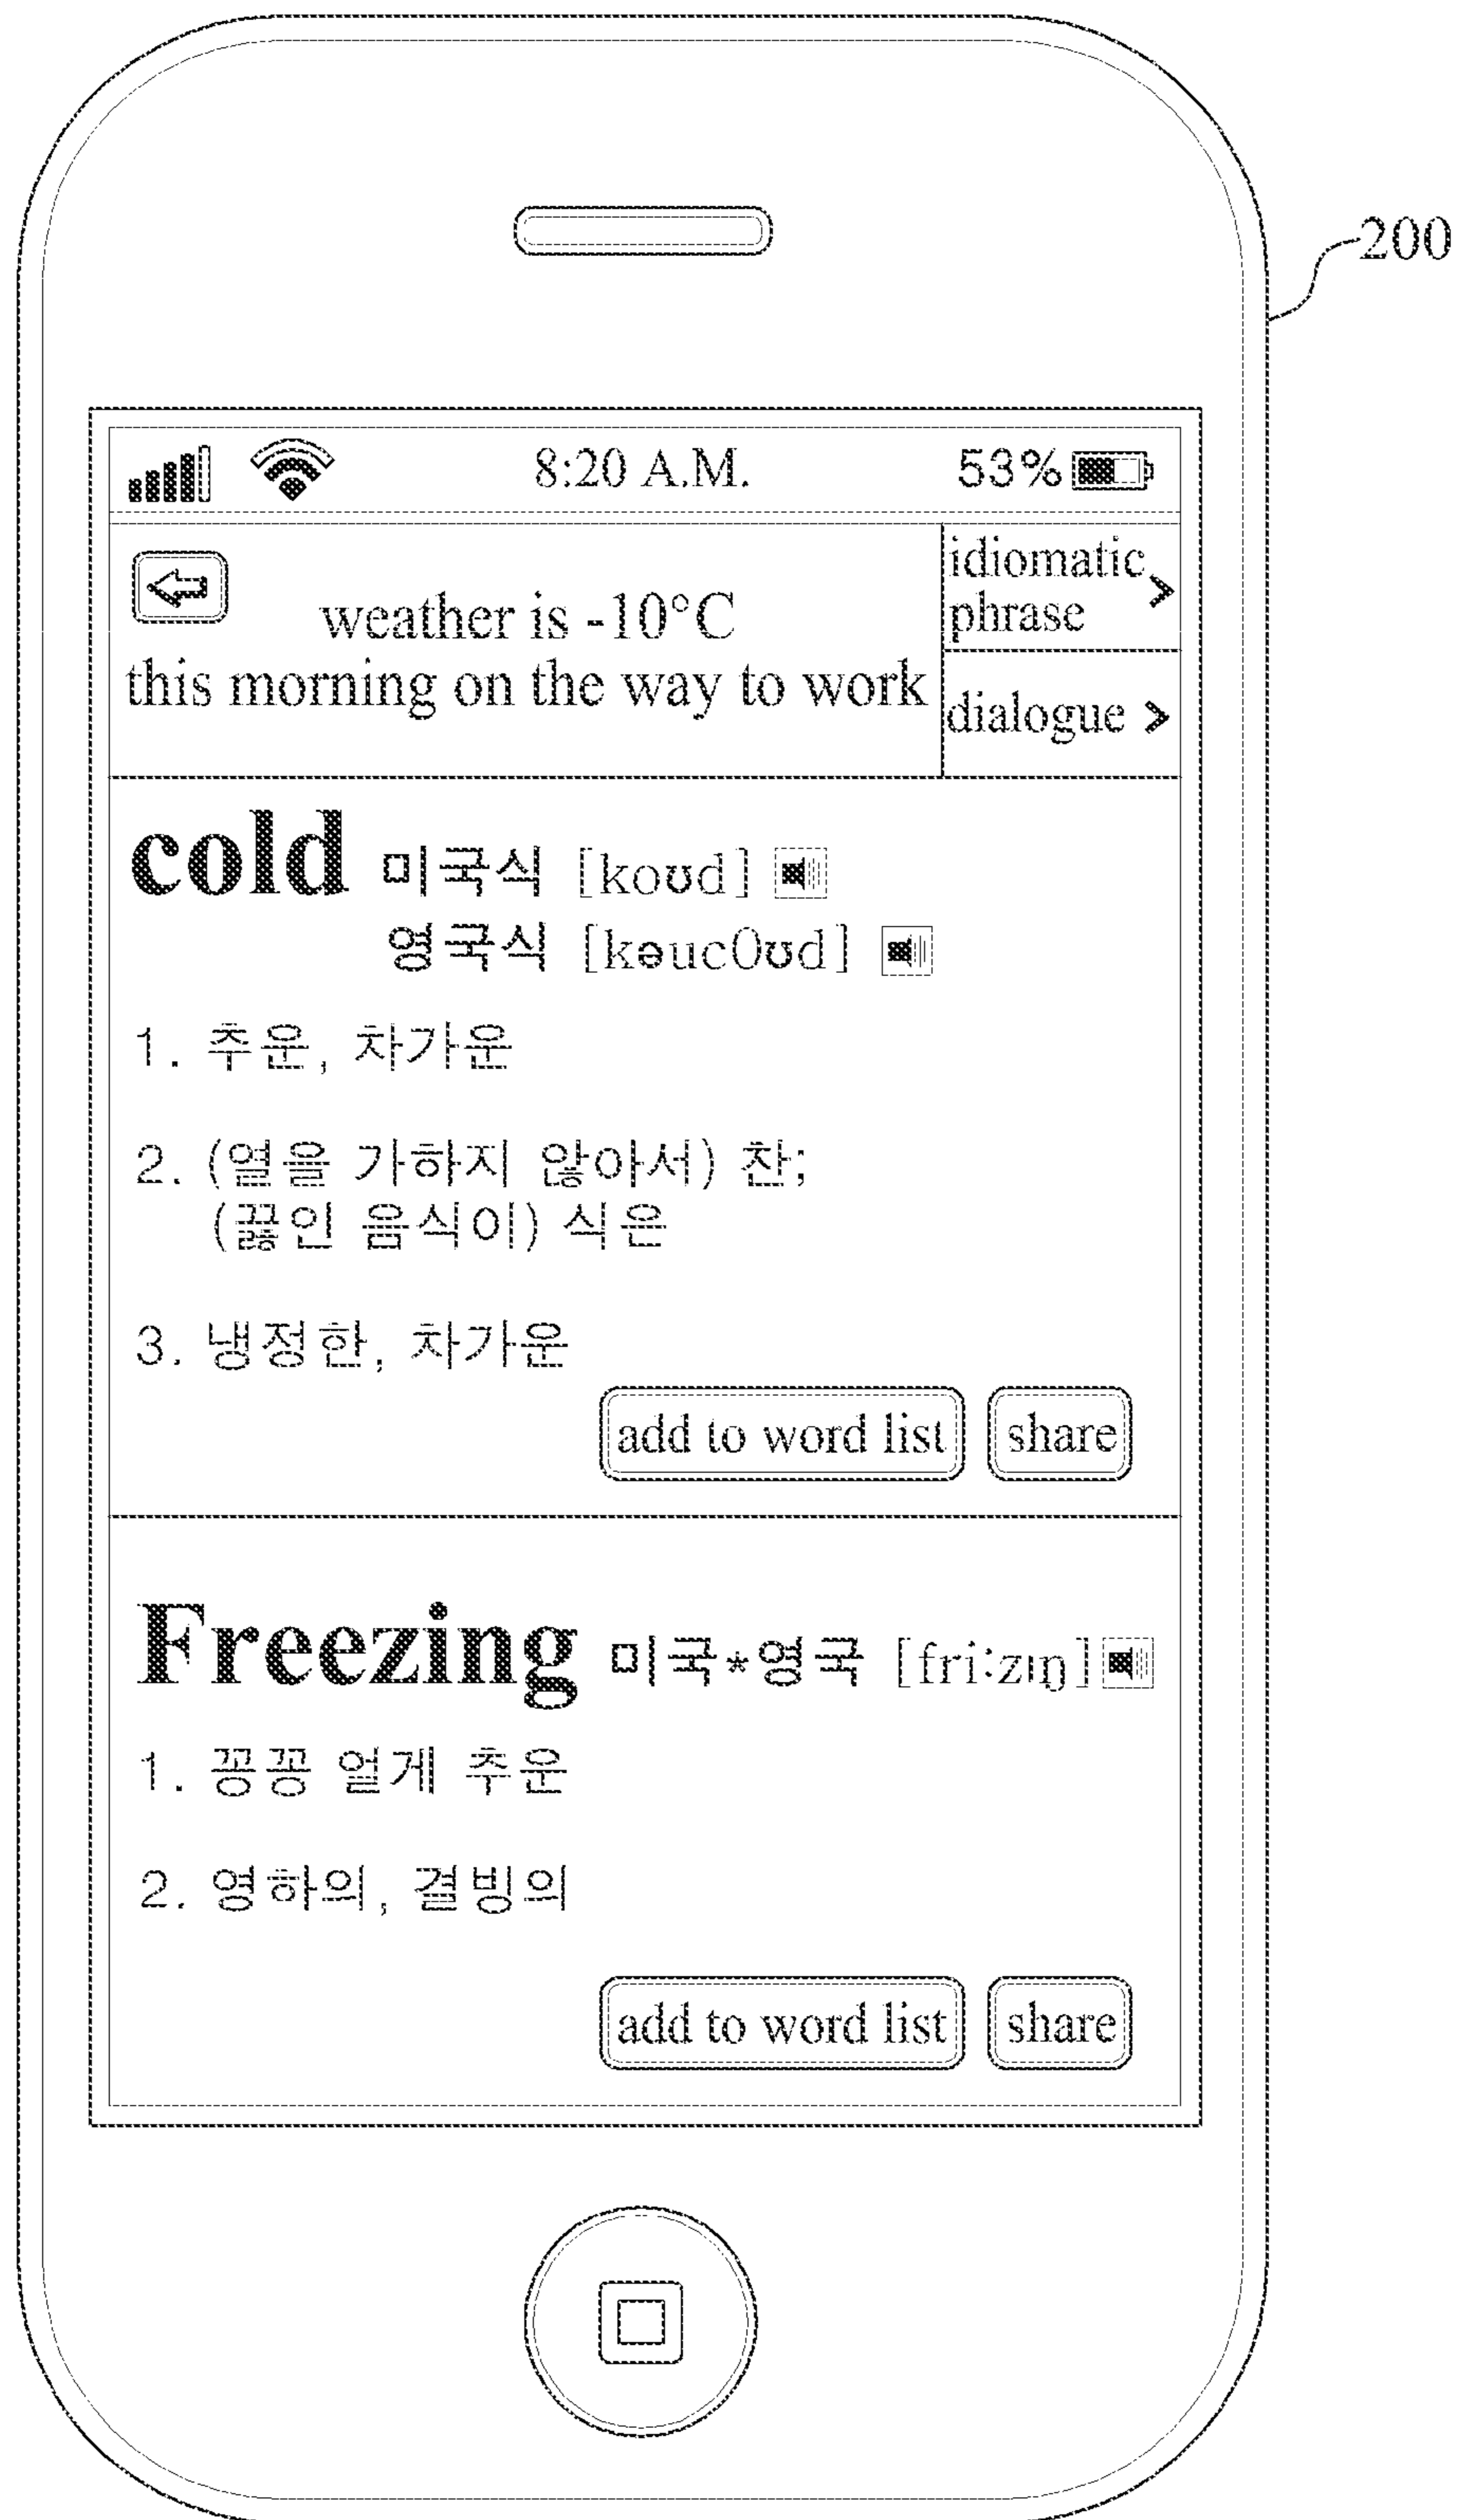 200
8:20 A.M.
53%
weather is -10°C
this morning on the way to work
idiomatic
phrase
dialogue
cold 미국식 [koʊd]
영국식 [kəuc0ʊd]
1. 추운, 차가운
2. (열을 가하지 않아서) 찬;
(끓인 음식이) 식은
3. 냉정한, 차가운
add to word list share
Freezing 미국*영국 [fri:zıŋ]
1. 꽁꽁 얼게 추운
2. 영하의, 결빙의
add to word list share